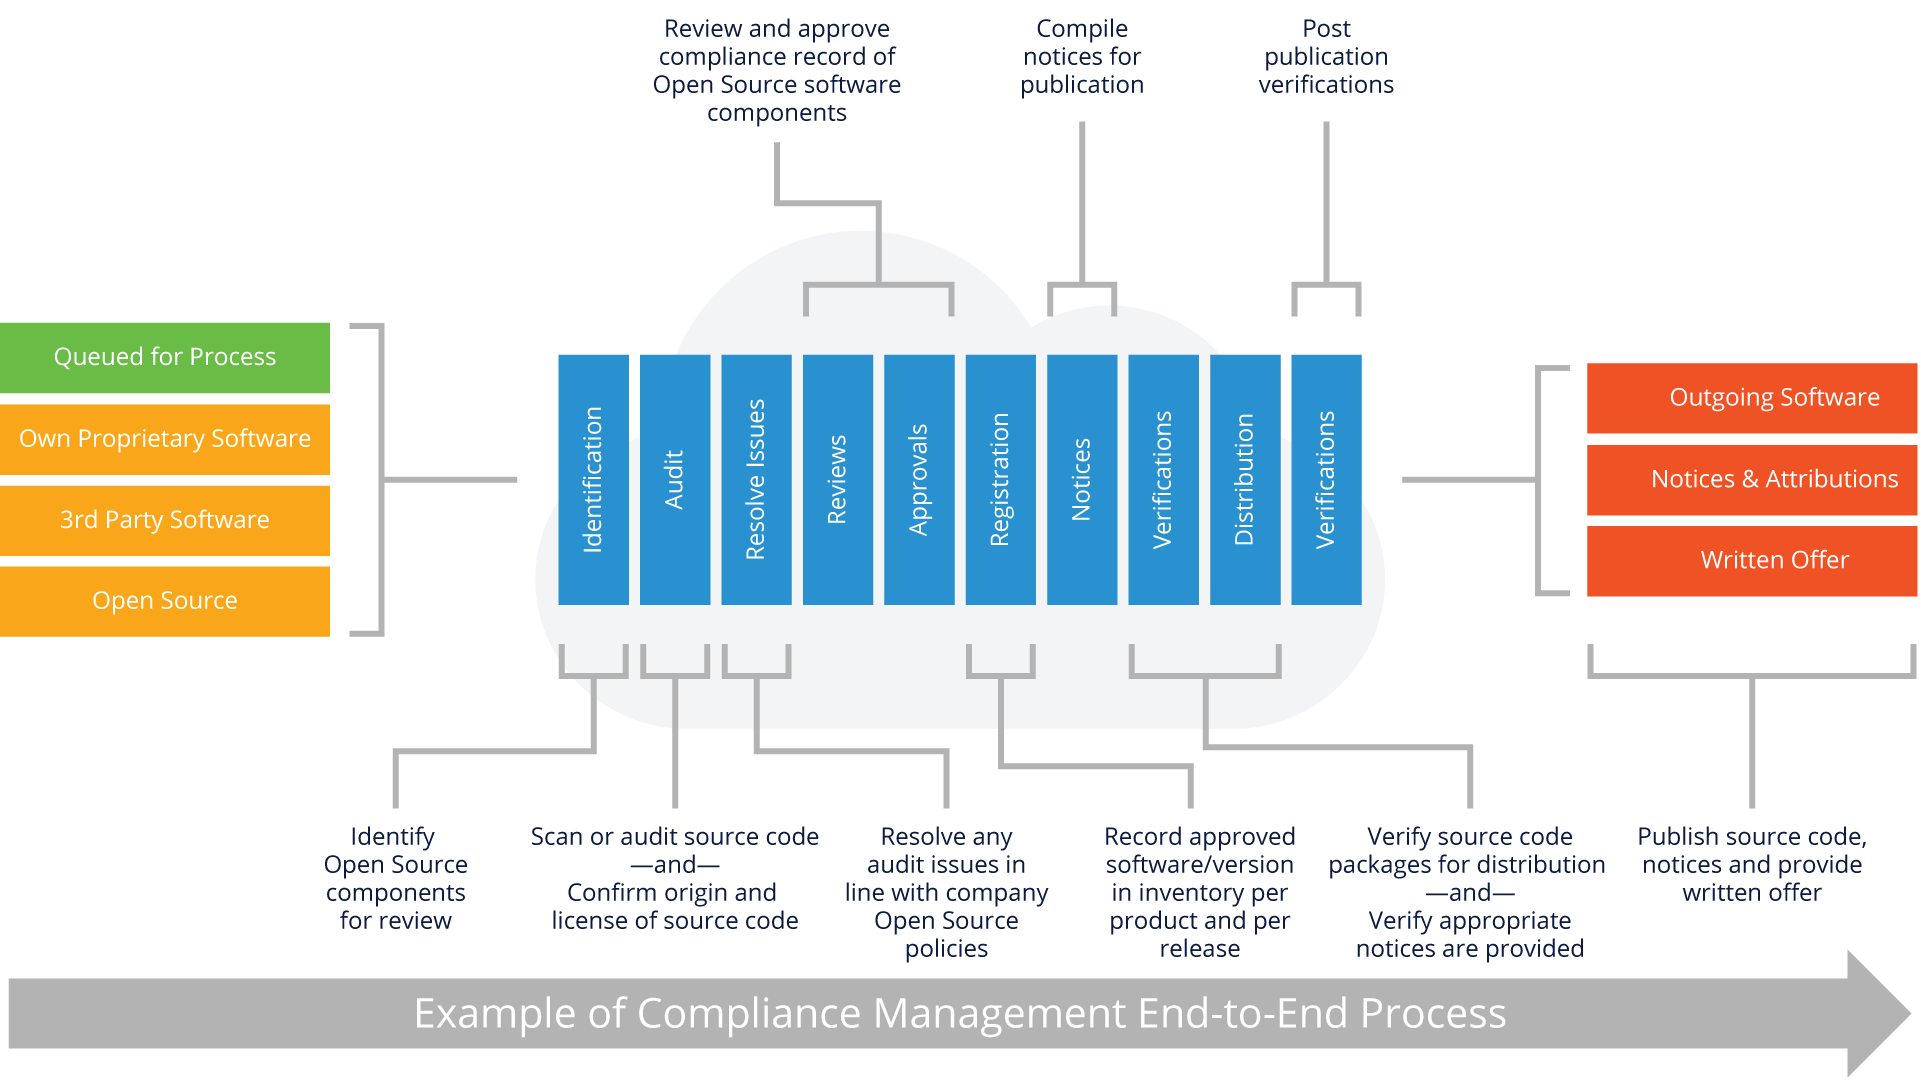 Review and approve
compliance record of
Open Source software
components
Compile
notices for
publication
Post
publication
verifications
Queued for Process
Own Proprietary Software
3rd Party Software
Open Source
Identification
Audit
Resolve Issues
Reviews
Approvals
Registration
Notices
Verifications
Distribution
Verifications
Outgoing Software
Notices & Attributions
Written Offer
Identify
Open Source
components
for review
Scan or audit source code
—and—
Confirm origin and
license of source code
Resolve any
audit issues in
line with company
Open Source
policies
Record approved
software/version
in inventory per
product and per
release
Verify source code
packages for distribution
—and—
Verify appropriate
notices are provided
Publish source code,
notices and provide
written offer
Example of Compliance Management End-to-End Process